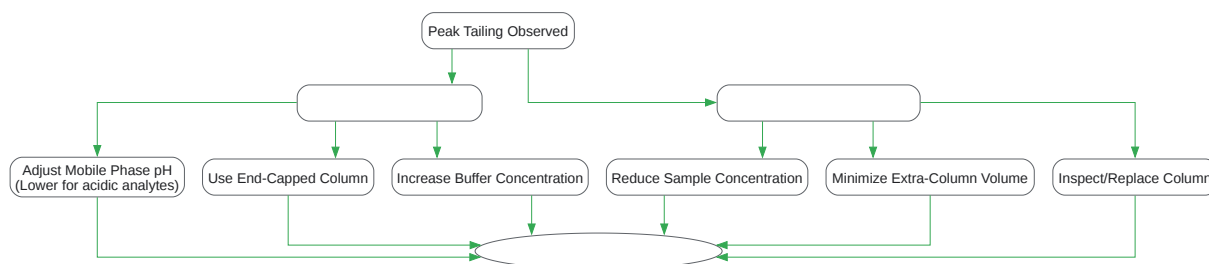 Peak Tailing Observed
Adjust Mobile Phase pH
(Lower for acidic analytes)
Use End-Capped Column
Increase Buffer Concentration
Reduce Sample Concentration
Minimize Extra-Column Volume
Inspect/Replace Column